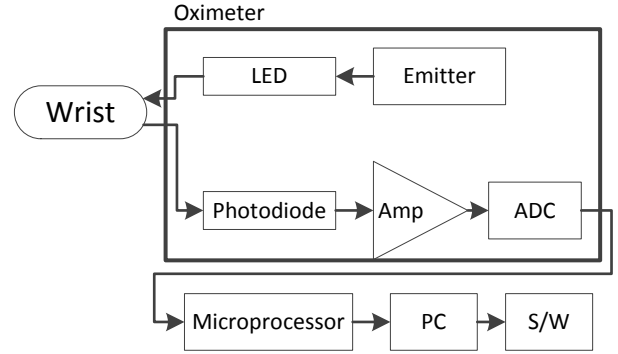 Oximeter
LED
Emitter
Wrist
Photodiode
Amp
ADC
Microprocessor
PC
S/W